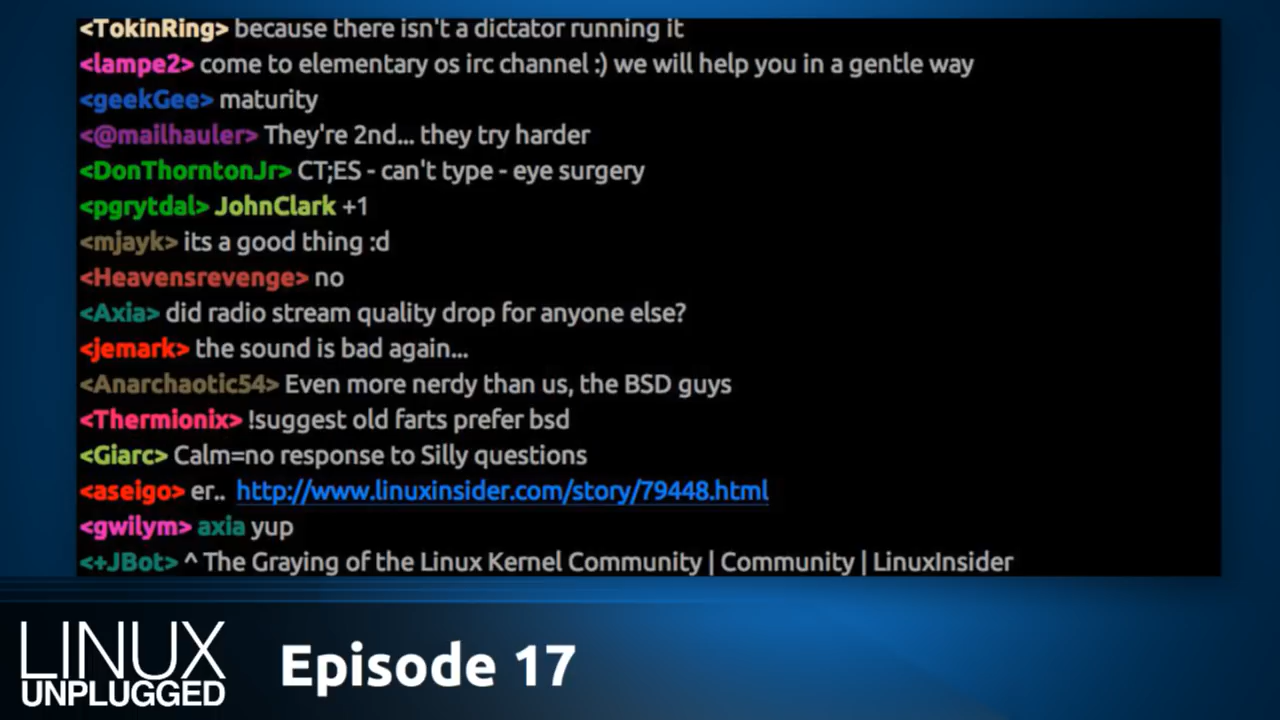 <TokinRing> because there isn't a dictator running it
<lampe2> come to elementary os irc channel :) we will help you in a gentle way
<geekGee> maturity
<@mailhauler> They're 2nd... they try harder
<DonThorntonJr> CT;ES - can't type - eye surgery
<pgrytdal> JohnClark +1
<mjayk> its a good thing :d
<Heavensrevenge> no
<Axia> did radio stream quality drop for anyone else?
<jemark> the sound is bad again...
<Anarchaotic54> Even more nerdy than us, the BSD guys
<Thermionix> !suggest old farts prefer bsd
<Giarc> Calm=no response to Silly questions
<aseigo> er.. http://www.linuxinsider.com/story/79448.html
<gwilym> axia yup
<+JBot> ^ The Graying of the Linux Kernel Community | Community | LinuxInsider
LINUX
UNPLUGGED
Episode 17